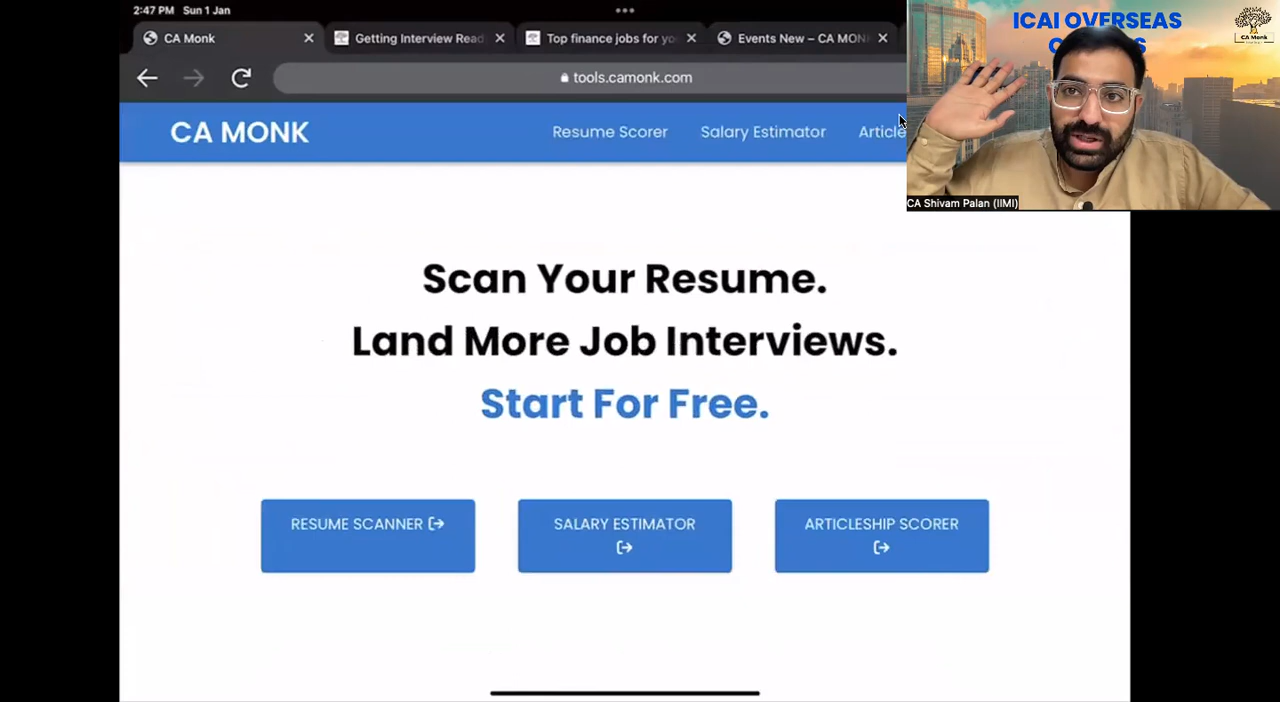 2:47 PM Sun 1 Jan
CA Monk
Getting Interview Read
Top finance jobs for yo
Events New – CA MON
tools.camonk.com
ICAI OVERSEAS
CA Monk
CA Shivam Palan (IIMI)
CA MONK
Resume Scorer
Salary Estimator
Article
Scan Your Resume.
Land More Job Interviews.
Start For Free.
RESUME SCANNER
SALARY ESTIMATOR
ARTICLESHIP SCORER